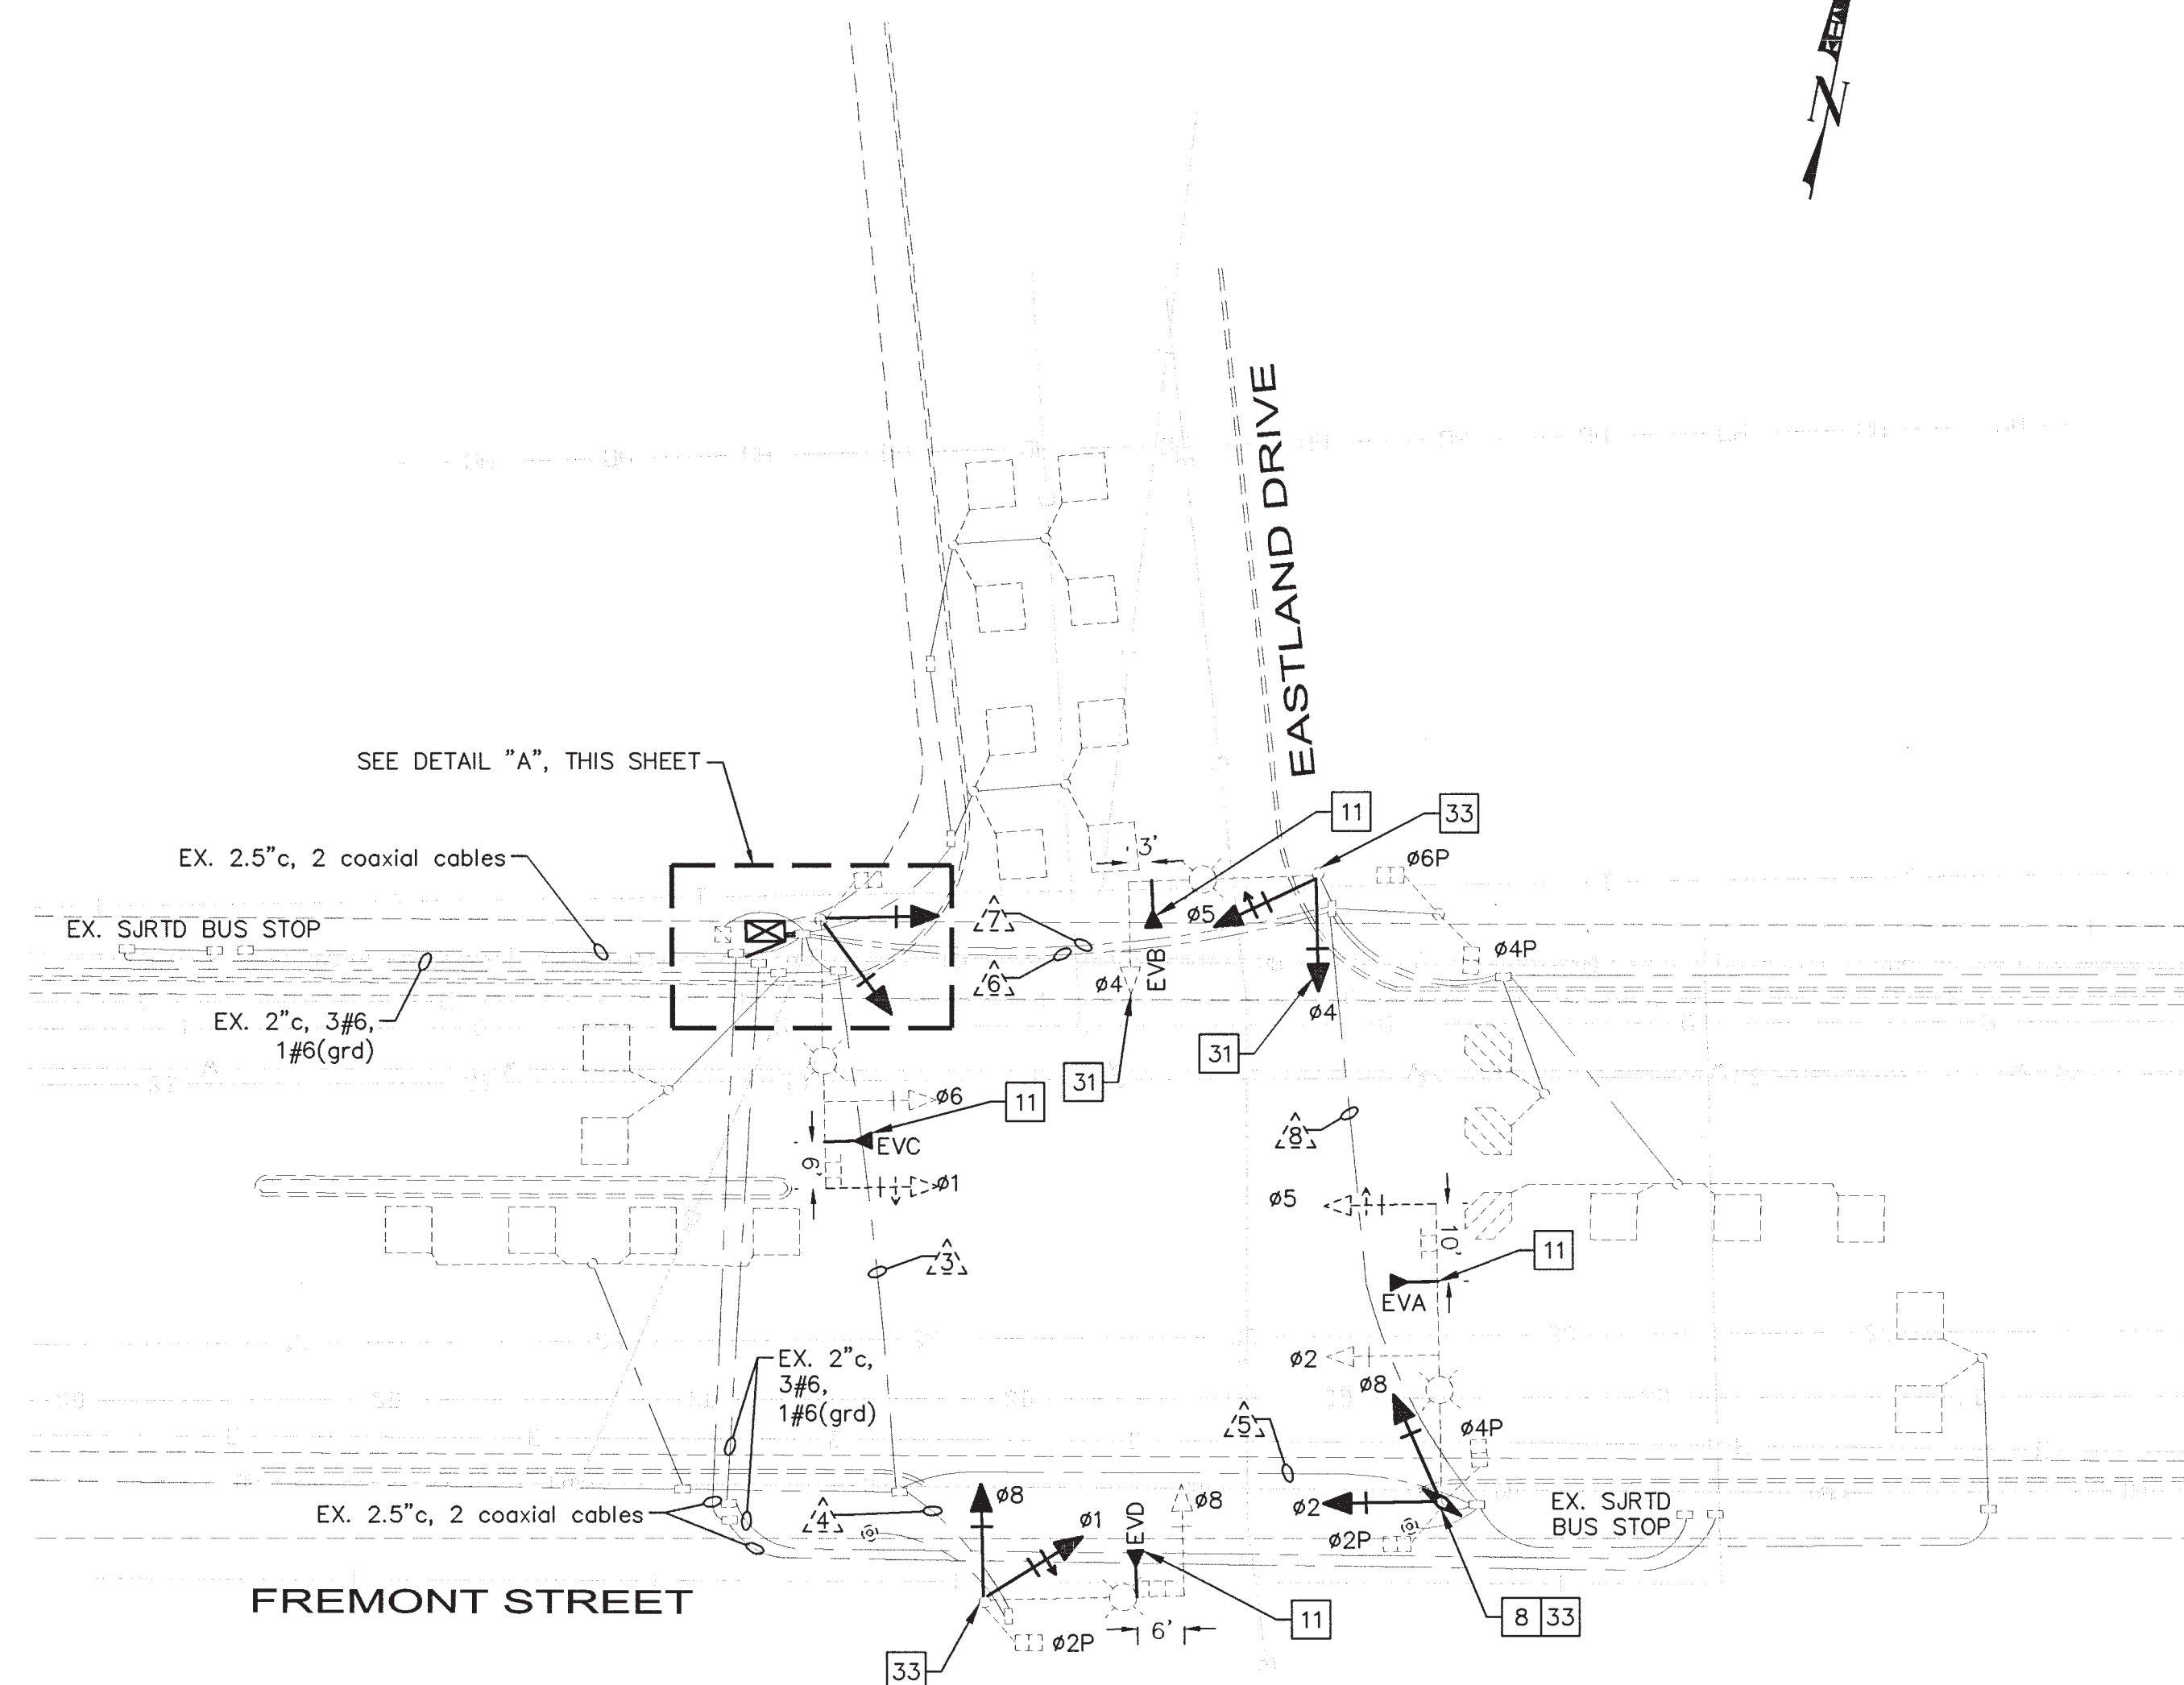 N
EASTLAND DRIVE
SEE DETAIL "A", THIS SHEET
11
33
EX. 2.5"c, 2 coaxial cables
3'
ø6P
EX. SJRTD BUS STOP
7
ø5
EVB
ø4P
6
ø4
EX. 2"c, 3#6,
1#6(grd)
ø4
31
31
ø6
11
8
EVC
6'
ø1
ø5
10'
11
3
EVA
EX. 2"c,
3#6,
1#6(grd)
ø2
ø8
5
ø4P
EX. 2.5"c, 2 coaxial cables
4
ø8
ø1
EVD
ø8
ø2
ø2P
EX. SJRTD
BUS STOP
FREMONT STREET
11
8 33
6'
ø2P
33